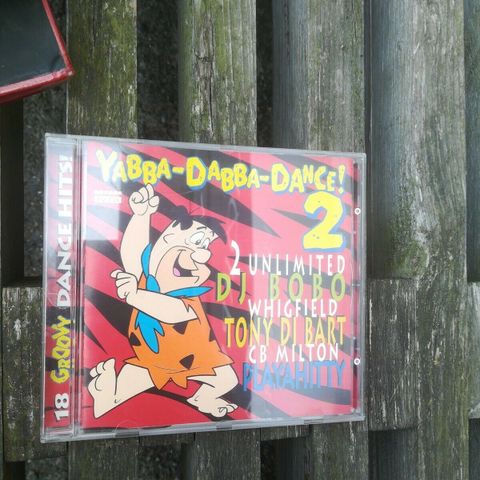 18 GROOVY DANCE HITS!
YABBA-DABBA-DANCE!
2
2 UNLIMITED
DJ BOBO
WHIGFIELD
TONY DI BART
CB MILTON
PLAYAHITTY